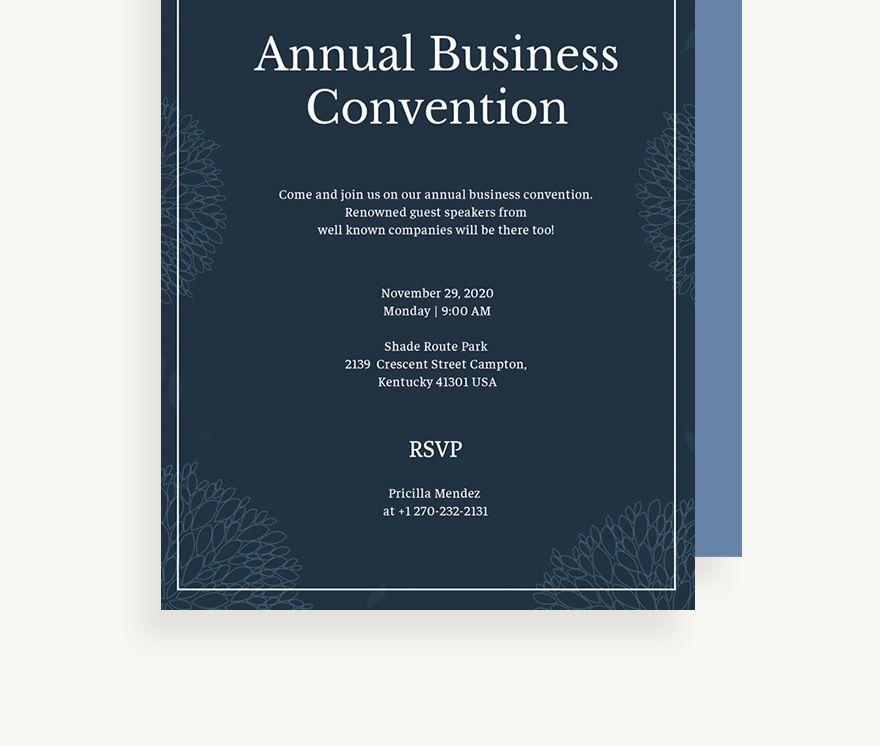 Annual Business
Convention
Come and join us on our annual business convention.
Renowned guest speakers from
well known companies will be there too!
November 29, 2020
Monday | 9:00 AM
Shade Route Park
2139  Crescent Street Campton,
Kentucky 41301 USA
RSVP
Pricilla Mendez
at +1 270-232-2131